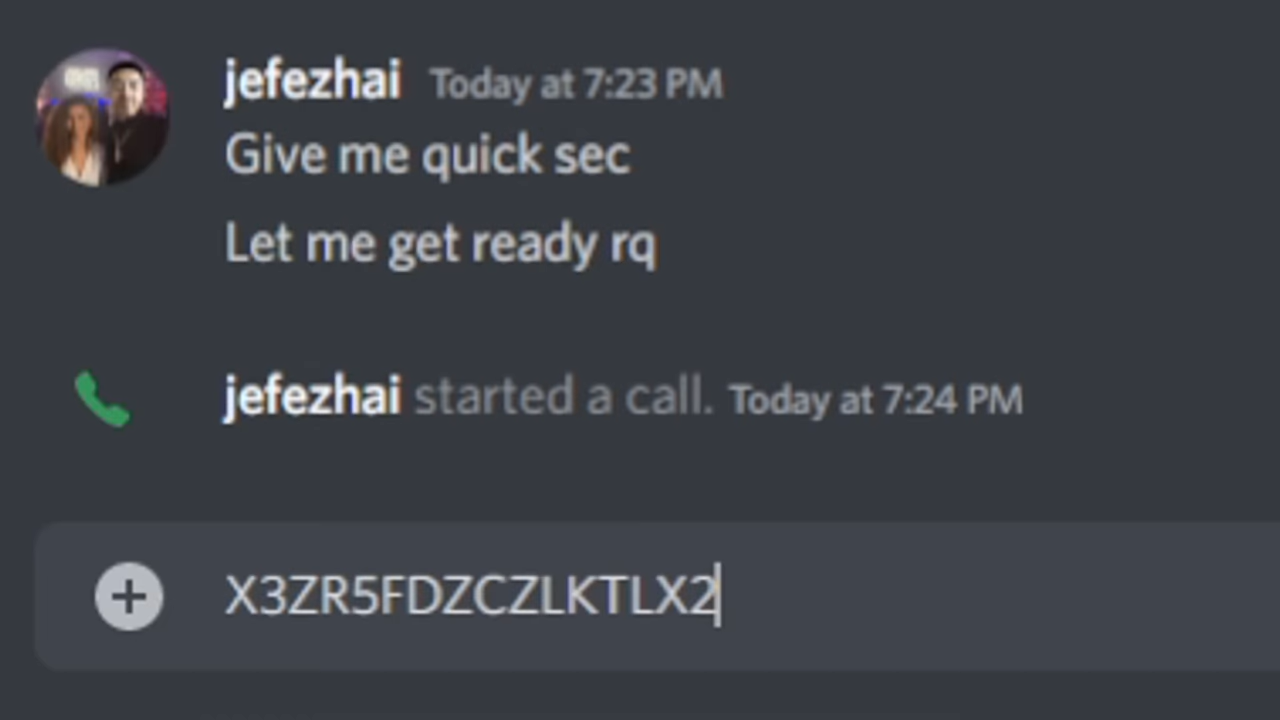 jefezhai Today at 7:23 PM
Give me quick sec
Let me get ready rq
jefezhai started a call. Today at 7:24 PM
X3ZR5FDZCZLKTLX2